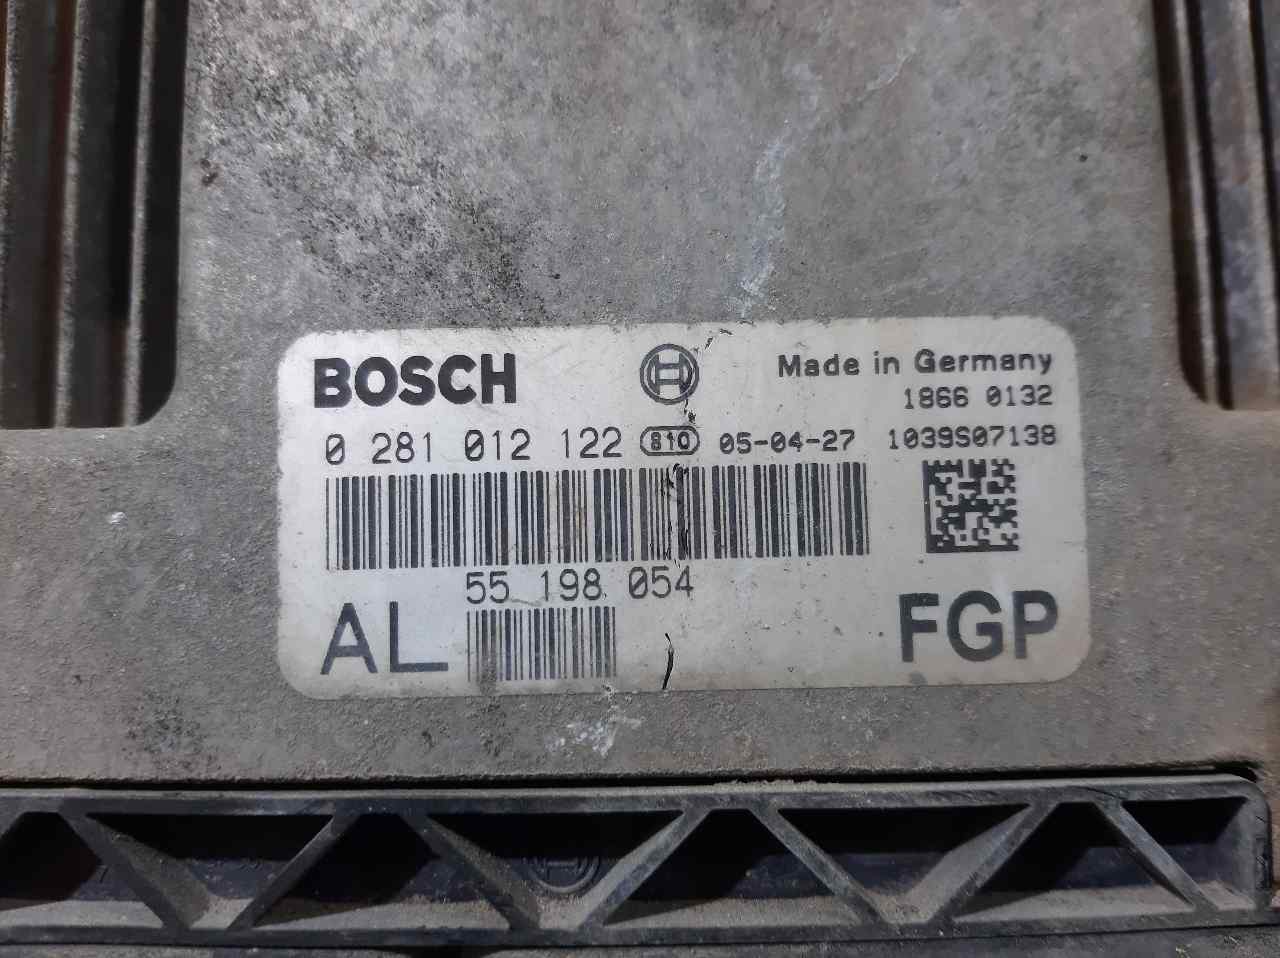 BOSCH
Made in Germany
1866 0132
0 281 012 122 810 05-04-27 1039S07138
55 198 054
AL
FGP